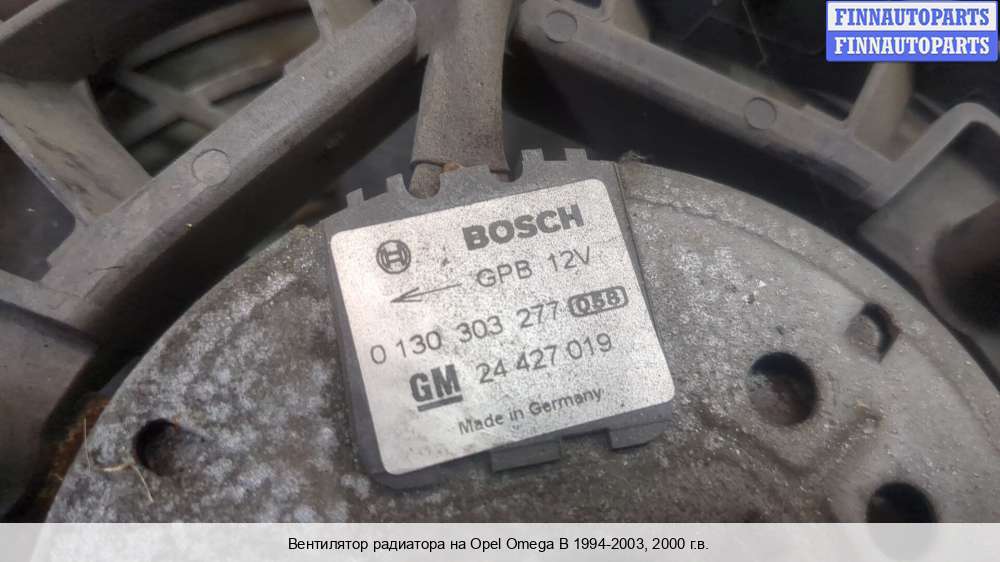 FINNAUTOPARTS
FINNAUTOPARTS
BOSCH
GPB 12V
0 130 303 277 058
GM 24 427 019
Made in Germany
Вентилятор радиатора на Opel Omega B 1994-2003, 2000 г.в.